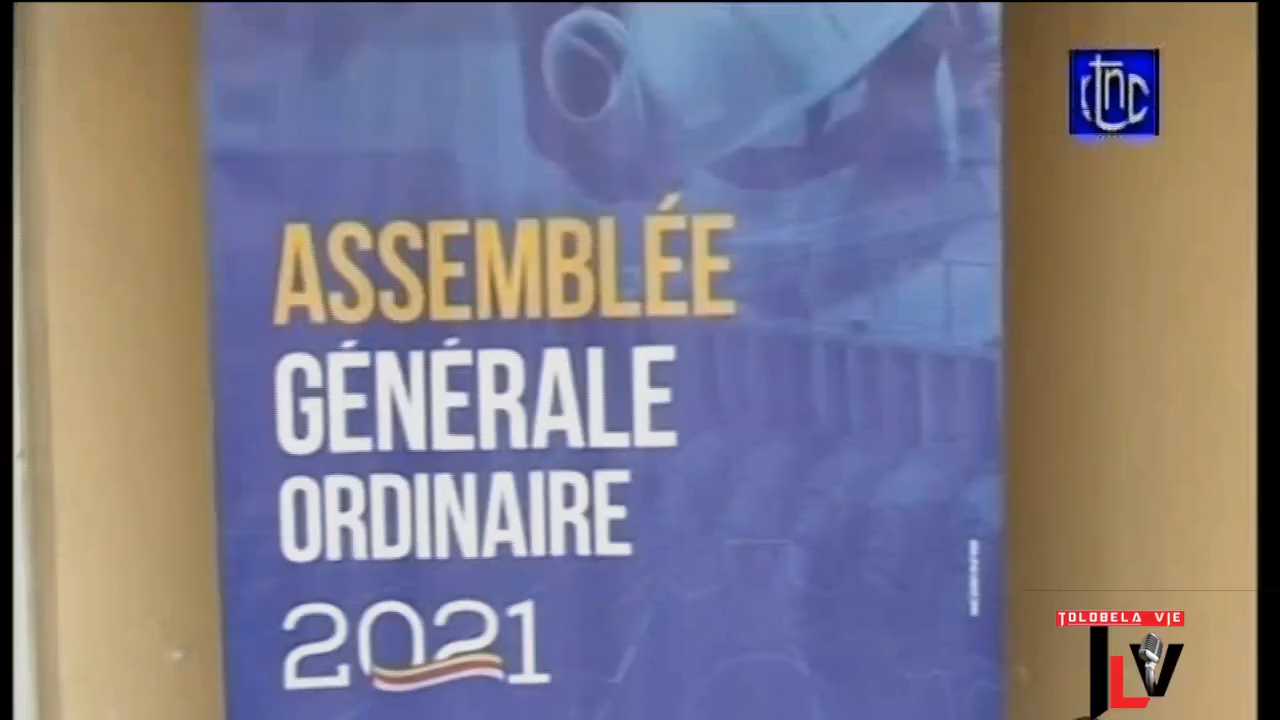 ASSEMBLÉE
GÉNÉRALE
ORDINAIRE
2021
TOLOBELA VIE